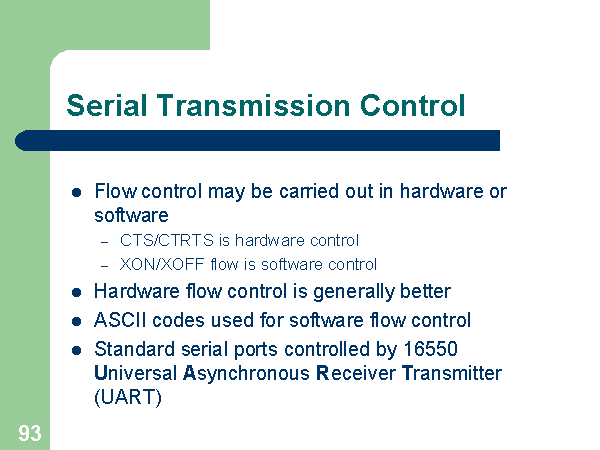 Serial Transmission Control
● Flow control may be carried out in hardware or
software
– CTS/CTRTS is hardware control
– XON/XOFF flow is software control
● Hardware flow control is generally better
● ASCII codes used for software flow control
● Standard serial ports controlled by 16550
Universal Asynchronous Receiver Transmitter
(UART)
93